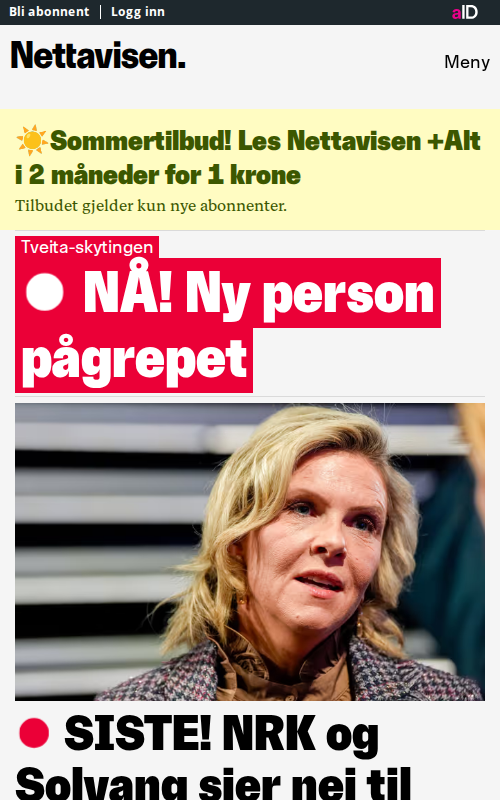 Bli abonnent | Logg inn
aID
Nettavisen.
Meny
Sommertilbud! Les Nettavisen +Alt
i 2 måneder for 1 krone
Tilbudet gjelder kun nye abonnenter.
Tveita-skytingen
NÅ! Ny person
pågrepet
SISTE! NRK og
Solvang sier nei til